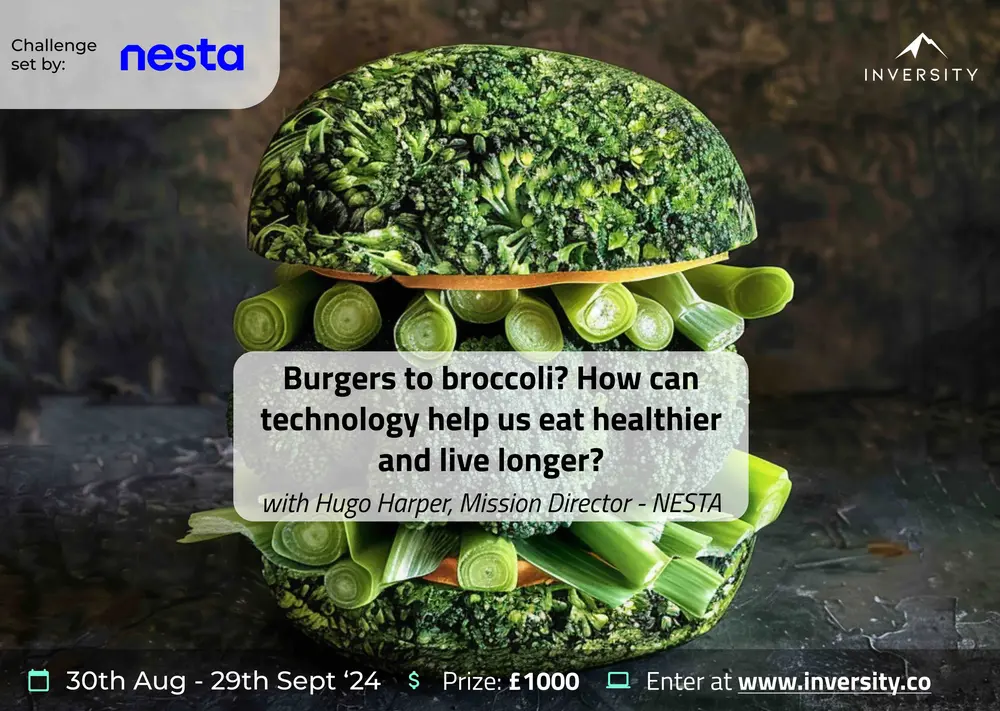 Challenge
set by:
nesta
INVERSITY
Burgers to broccoli? How can
technology help us eat healthier
and live longer?
with Hugo Harper, Mission Director - NESTA
30th Aug - 29th Sept ‘24
$ Prize: £1000
Enter at www.inversity.co